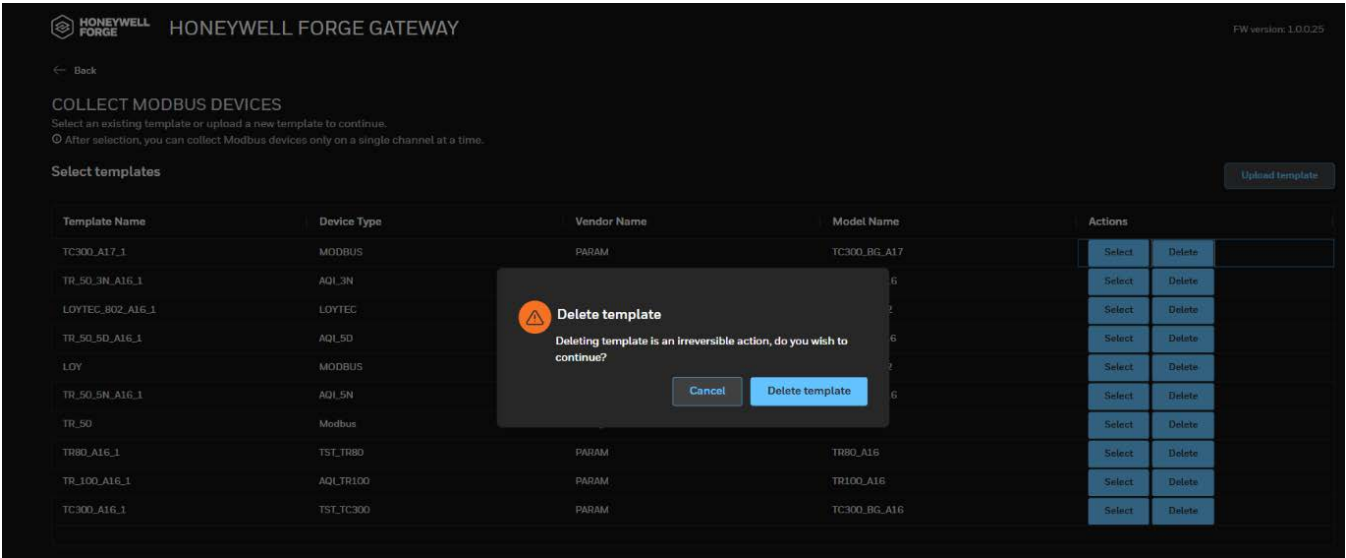 HONEYWELL FORGE
HONEYWELL FORGE GATEWAY
FW version: 1.0.0.25
Back
COLLECT MODBUS DEVICES
Select an existing template or upload a new template to continue.
After selection, you can collect Modbus devices only on a single channel at a time.
Select templates
Upload template
Template Name Device Type Vendor Name Model Name Actions
TC300_A17_1 MODBUS PARAM TC300_BG_A17 Select Delete
TR_50_3N_A16_1 AQI_3N 6 Select Delete
LOYTEC_802_A16_1 LOYTEC 2 Select Delete
TR_50_5D_A16_1 AQI_5D 6 Select Delete
LOY MODBUS 2 Select Delete
TR_50_5N_A16_1 AQI_5N 6 Select Delete
TR_50 Modbus Select Delete
TR80_A16_1 TST_TR80 PARAM TR80_A16 Select Delete
TR_100_A16_1 AQI_TR100 PARAM TR100_A16 Select Delete
TC300_A16_1 TST_TC300 PARAM TC300_BG_A16 Select Delete
Delete template
Deleting template is an irreversible action, do you wish to
continue?
Cancel Delete template